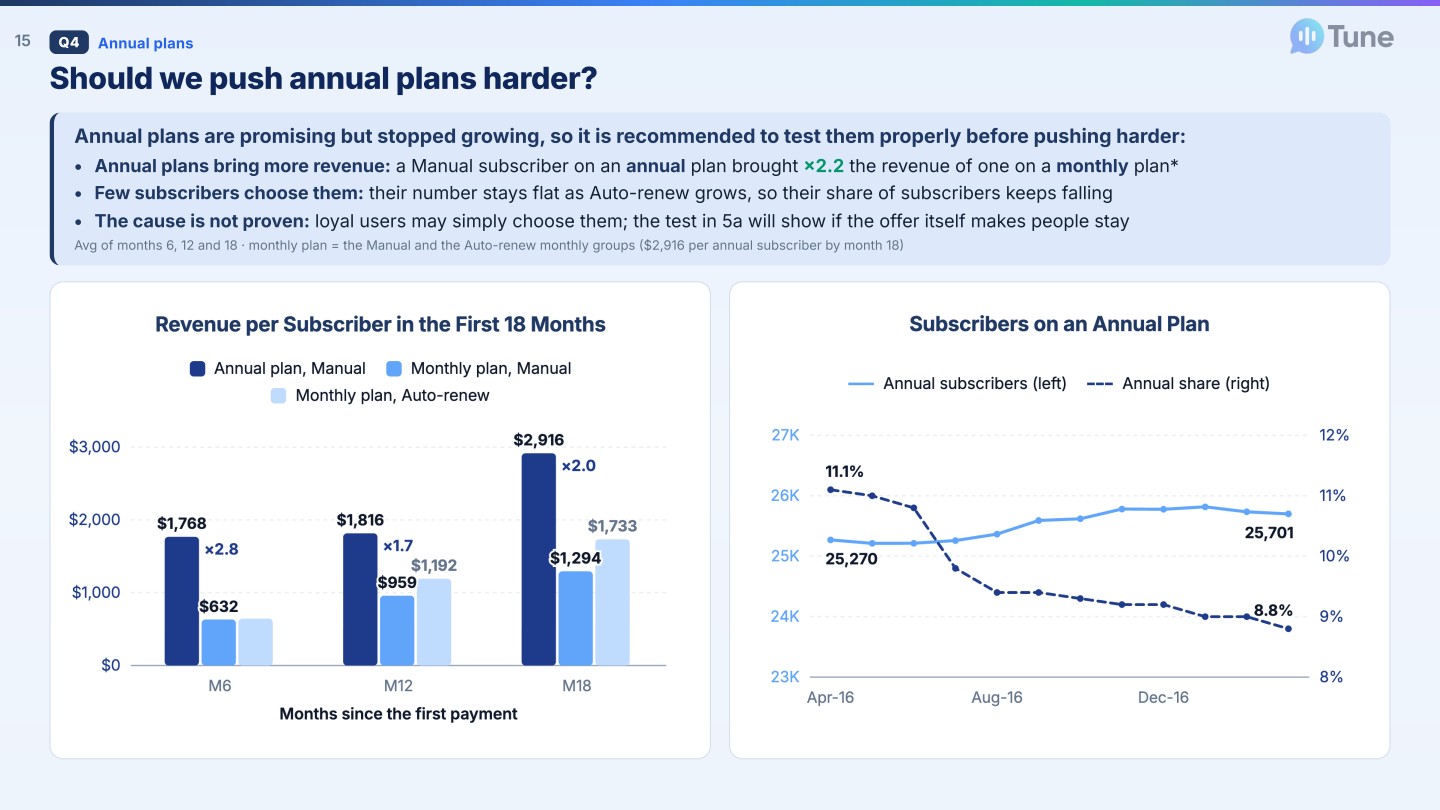 15
Q4 Annual plans
Tune
Should we push annual plans harder?
Annual plans are promising but stopped growing, so it is recommended to test them properly before pushing harder:
• Annual plans bring more revenue: a Manual subscriber on an annual plan brought ×2.2 the revenue of one on a monthly plan*
• Few subscribers choose them: their number stays flat as Auto-renew grows, so their share of subscribers keeps falling
• The cause is not proven: loyal users may simply choose them; the test in 5a will show if the offer itself makes people stay
Avg of months 6, 12 and 18 · monthly plan = the Manual and the Auto-renew monthly groups ($2,916 per annual subscriber by month 18)
Revenue per Subscriber in the First 18 Months
Annual plan, Manual Monthly plan, Manual
Monthly plan, Auto-renew
$3,000
$2,000
$1,000
$0
$1,768
×2.8
$632
$1,816
×1.7
$959
$1,192
$2,916
×2.0
$1,294
$1,733
M6 M12 M18
Months since the first payment
Subscribers on an Annual Plan
Annual subscribers (left) Annual share (right)
27K
26K
25K
24K
23K
12%
11%
10%
9%
8%
11.1%
25,270
25,701
8.8%
Apr-16 Aug-16 Dec-16